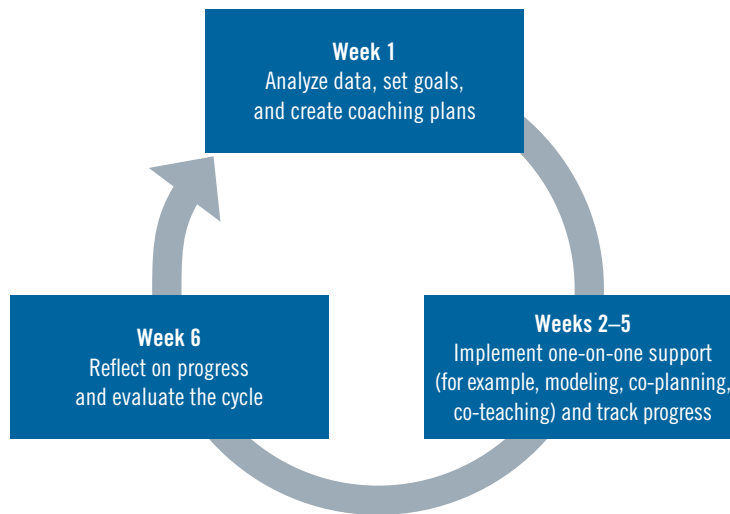 Week 1
Analyze data, set goals,
and create coaching plans
Week 6
Reflect on progress
and evaluate the cycle
Weeks 2–5
Implement one-on-one support
(for example, modeling, co-planning,
co-teaching) and track progress